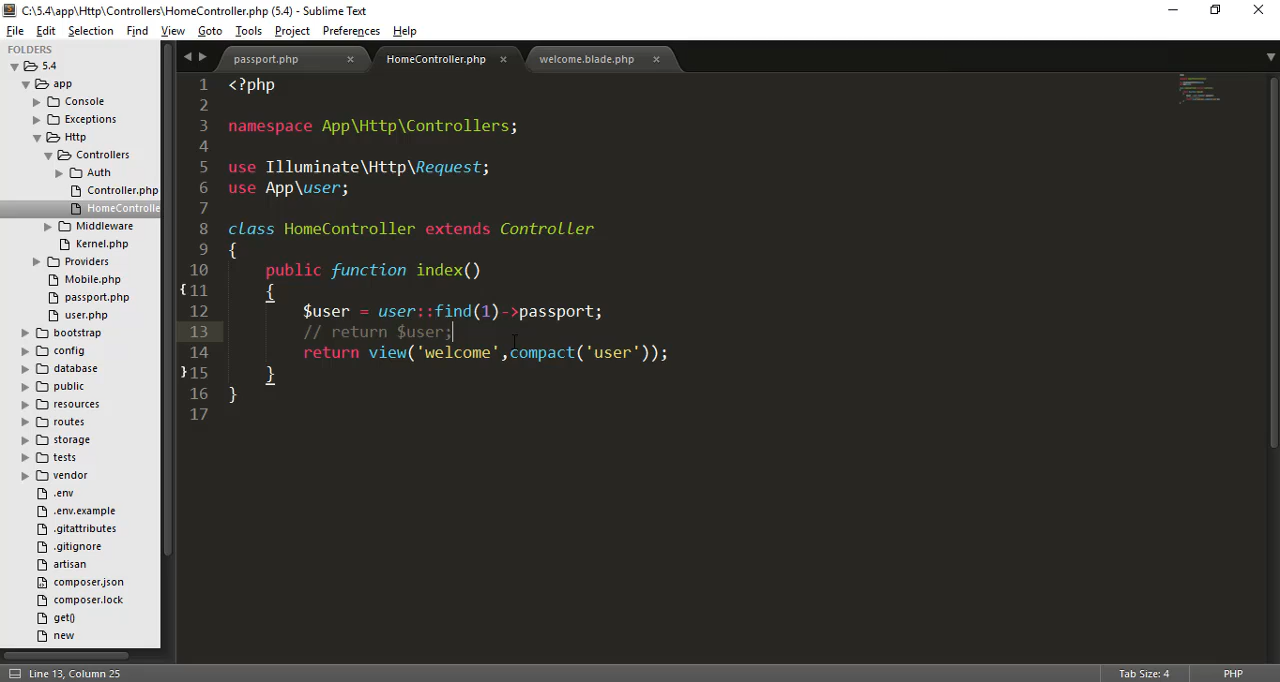 C:\5.4\app\Http\Controllers\HomeController.php (5.4) - Sublime Text
File Edit Selection Find View Goto Tools Project Preferences Help
FOLDERS
5.4
app
Console
Exceptions
Http
Controllers
Auth
Controller.php
HomeControlle
Middleware
Kernel.php
Providers
Mobile.php
passport.php
user.php
bootstrap
config
database
public
resources
routes
storage
tests
vendor
.env
.env.example
.gitattributes
.gitignore
artisan
composer.json
composer.lock
get()
new
passport.php HomeController.php welcome.blade.php
1 <?php
2
3 namespace App\Http\Controllers;
4
5 use Illuminate\Http\Request;
6 use App\user;
7
8 class HomeController extends Controller
9 {
10 public function index()
11 {
12 $user = user::find(1)->passport;
13 // return $user;
14 return view('welcome',compact('user'));
15 }
16 }
17
Line 13, Column 25 Tab Size: 4 PHP